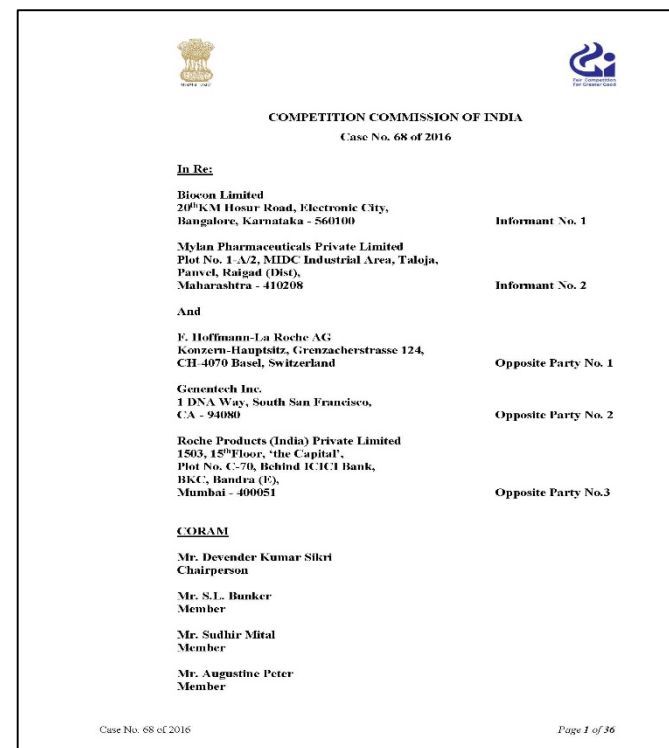 Fair Competition
For Greater Good
COMPETITION COMMISSION OF INDIA
Case No. 68 of 2016
In Re:
Biocon Limited
20thKM Hosur Road, Electronic City,
Bangalore, Karnataka - 560100 Informant No. 1
Mylan Pharmaceuticals Private Limited
Plot No. 1-A/2, MIDC Industrial Area, Taloja,
Panvel, Raigad (Dist),
Maharashtra - 410208 Informant No. 2
And
F. Hoffmann-La Roche AG
Konzern-Hauptsitz, Grenzacherstrasse 124,
CH-4070 Basel, Switzerland Opposite Party No. 1
Genentech Inc.
1 DNA Way, South San Francisco,
CA - 94080 Opposite Party No. 2
Roche Products (India) Private Limited
1503, 15thFloor, ‘the Capital’,
Plot No. C-70, Behind ICICI Bank,
BKC, Bandra (E),
Mumbai - 400051 Opposite Party No.3
CORAM
Mr. Devender Kumar Sikri
Chairperson
Mr. S.L. Bunker
Member
Mr. Sudhir Mital
Member
Mr. Augustine Peter
Member
Case No. 68 of 2016 Page 1 of 36